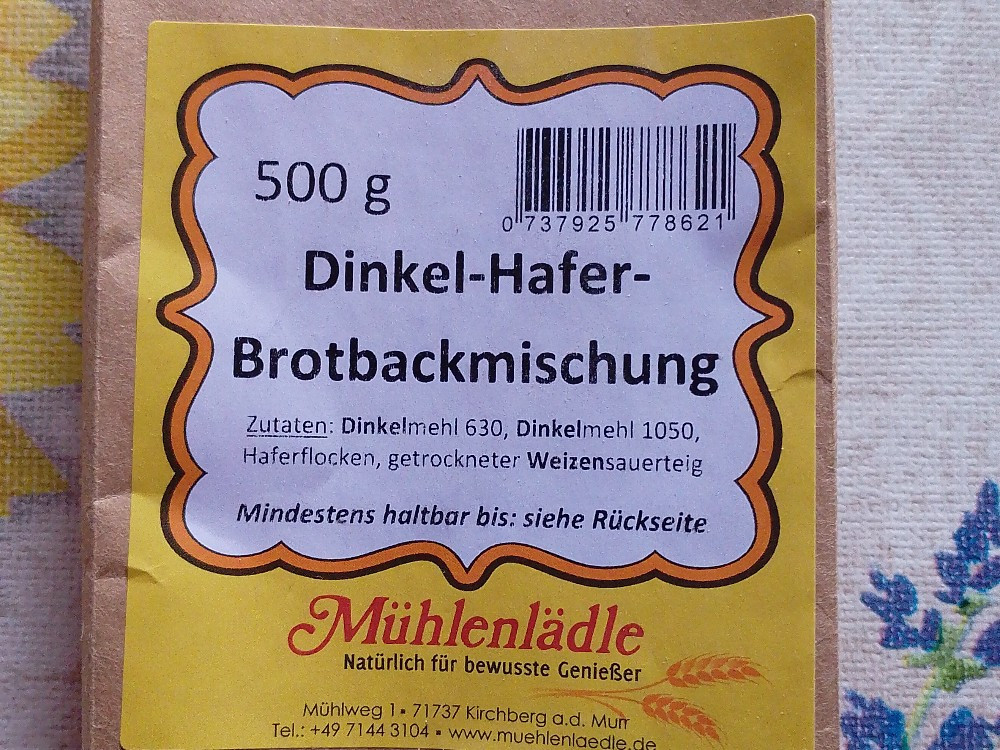 500 g
0 737925 778621
Dinkel-Hafer-
Brotbackmischung
Zutaten: Dinkelmehl 630, Dinkelmehl 1050,
Haferflocken, getrockneter Weizensauerteig
Mindestens haltbar bis: siehe Rückseite
Mühlenlädle
Natürlich für bewusste Genießer
Mühlweg 1 ▪ 71737 Kirchberg a.d. Murr
Tel.: +49 7144 3104 ▪ www.muehlenlaedle.de